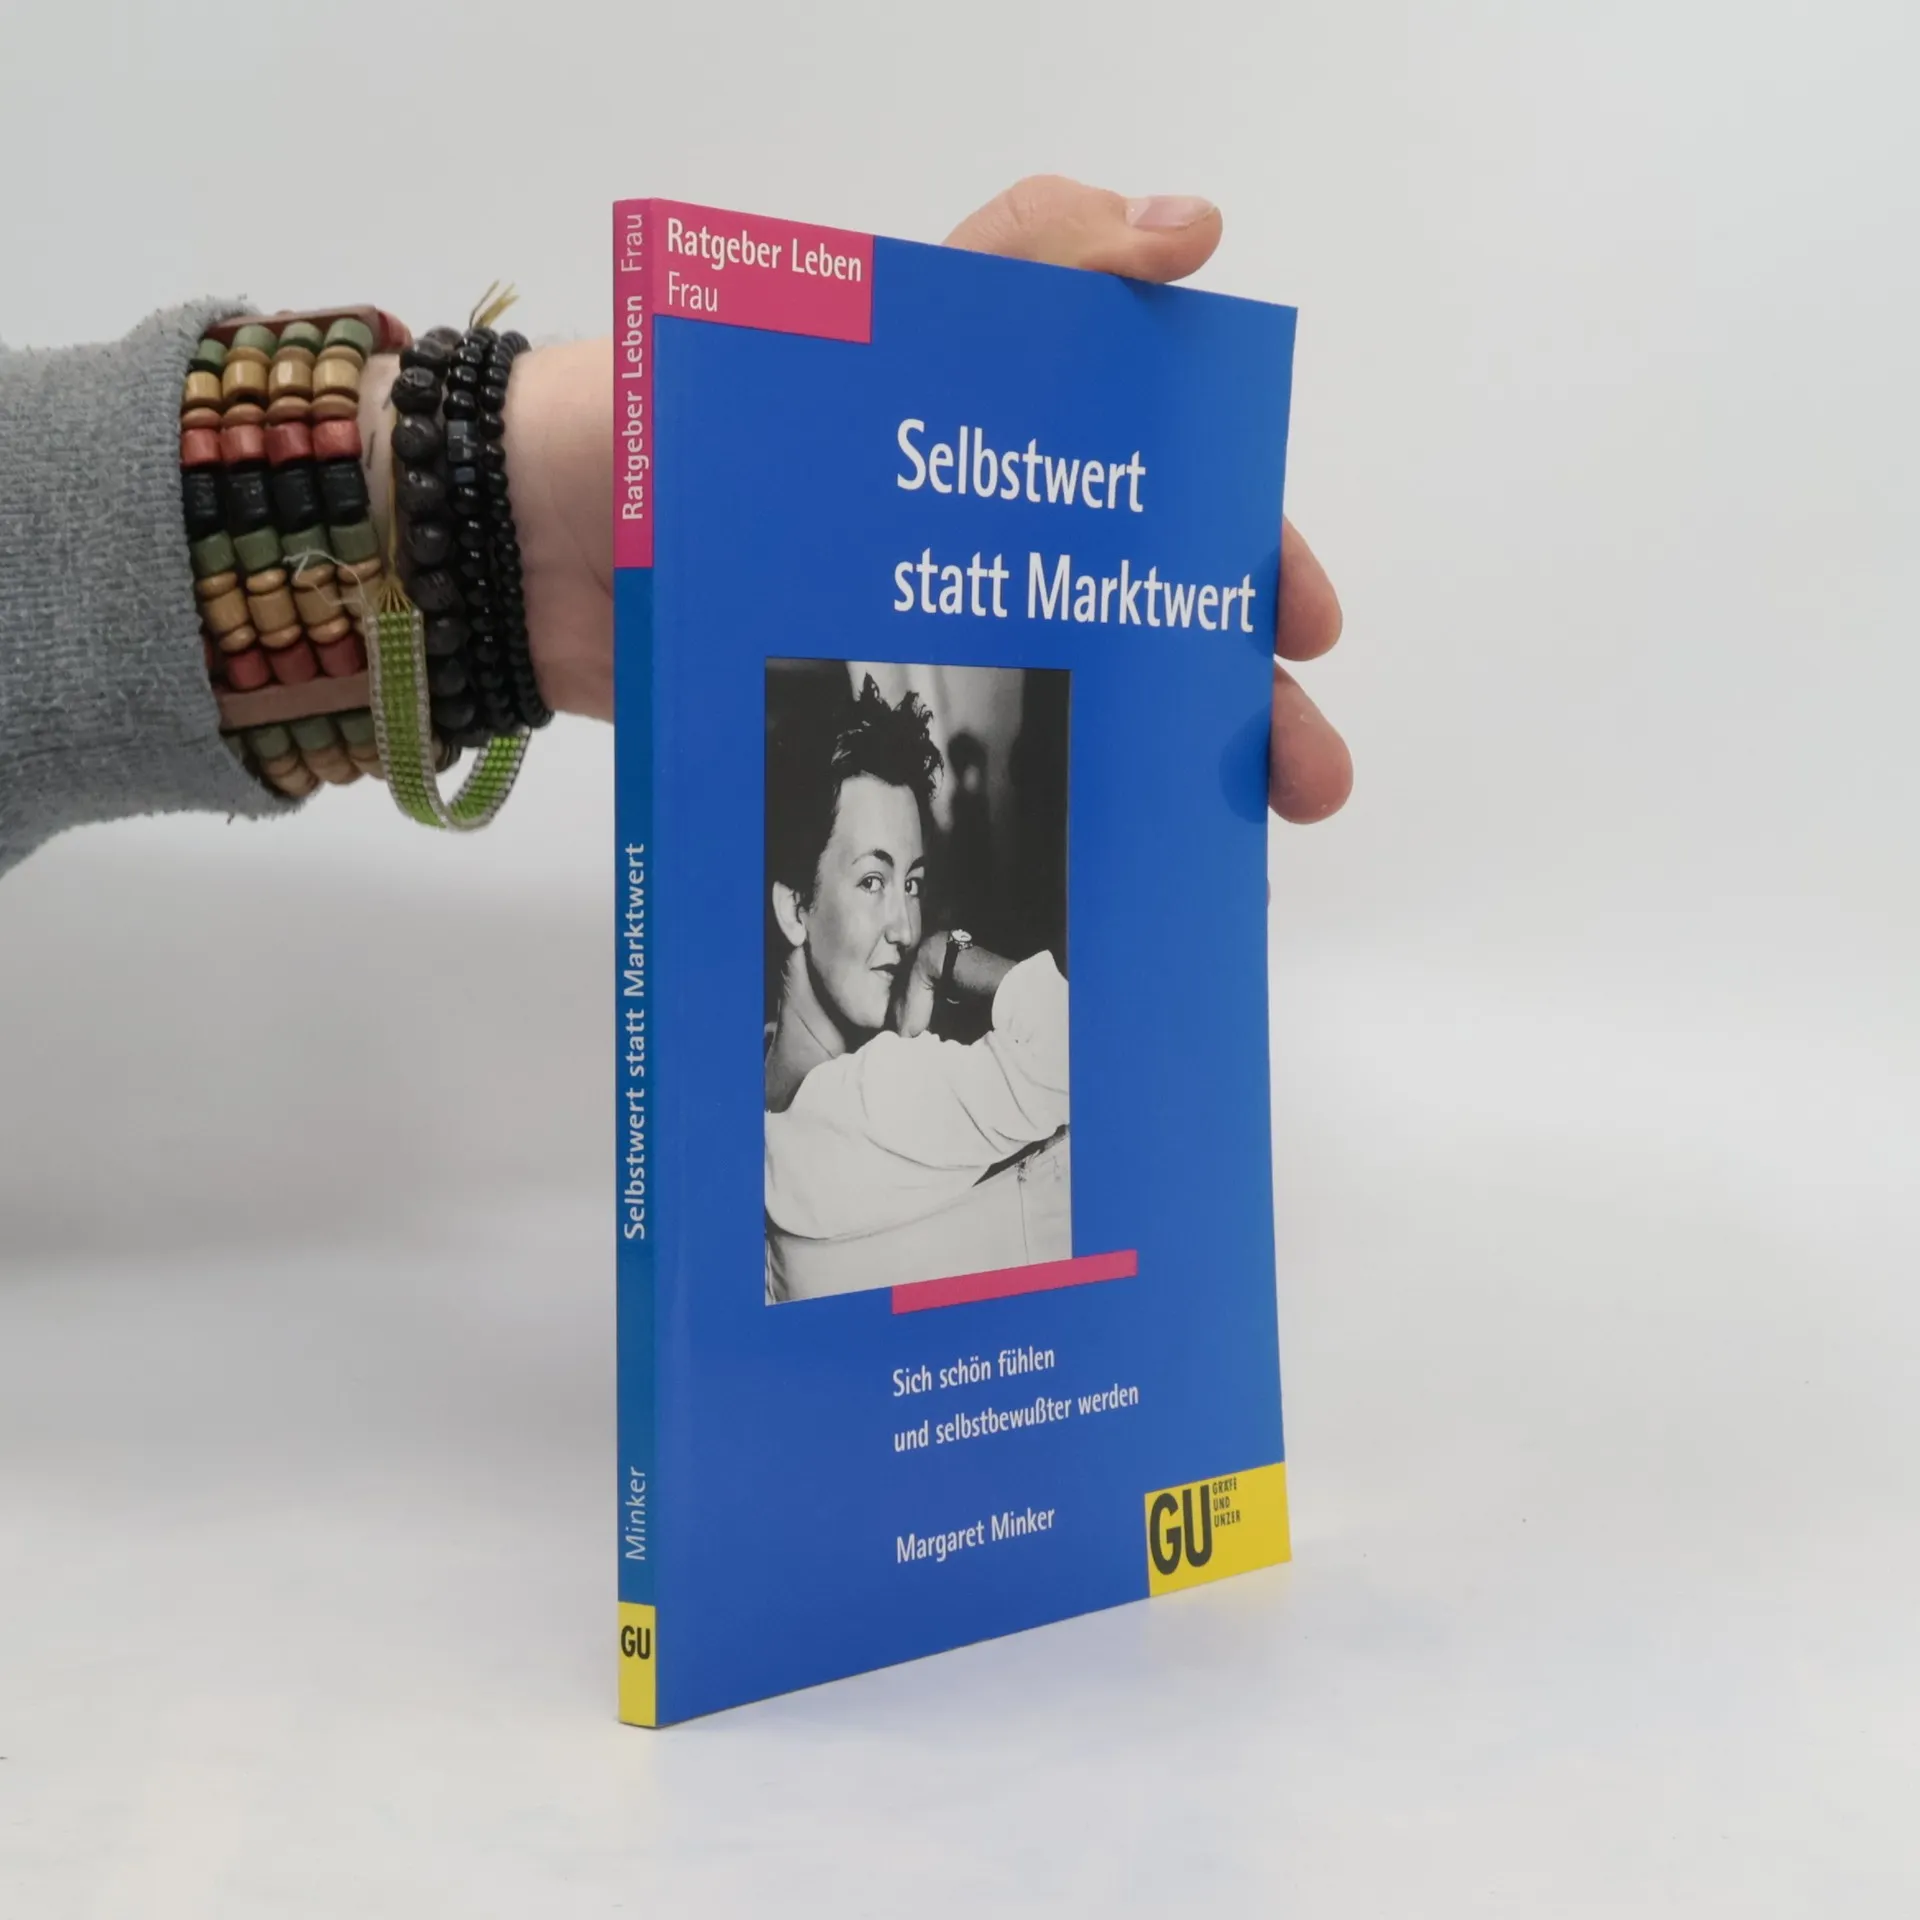 Ratgeber Leben Frau
Selbstwert statt Marktwert
Minker
GU
Ratgeber Leben
Frau
Selbstwert
statt Marktwert
Sich schön fühlen
und selbstbewußter werden
Margaret Minker
GU
GRÄFE
UND
UNZER